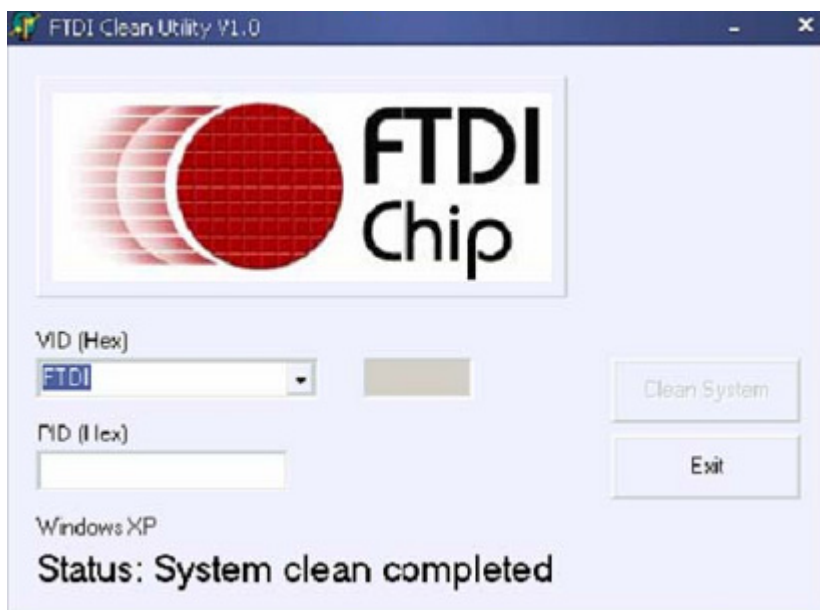 FTDI Clean Utility V1.0
FTDI
Chip
VID (Hex)
FTDI
Clean System
PID (Hex)
Exit
Windows XP
Status: System clean completed